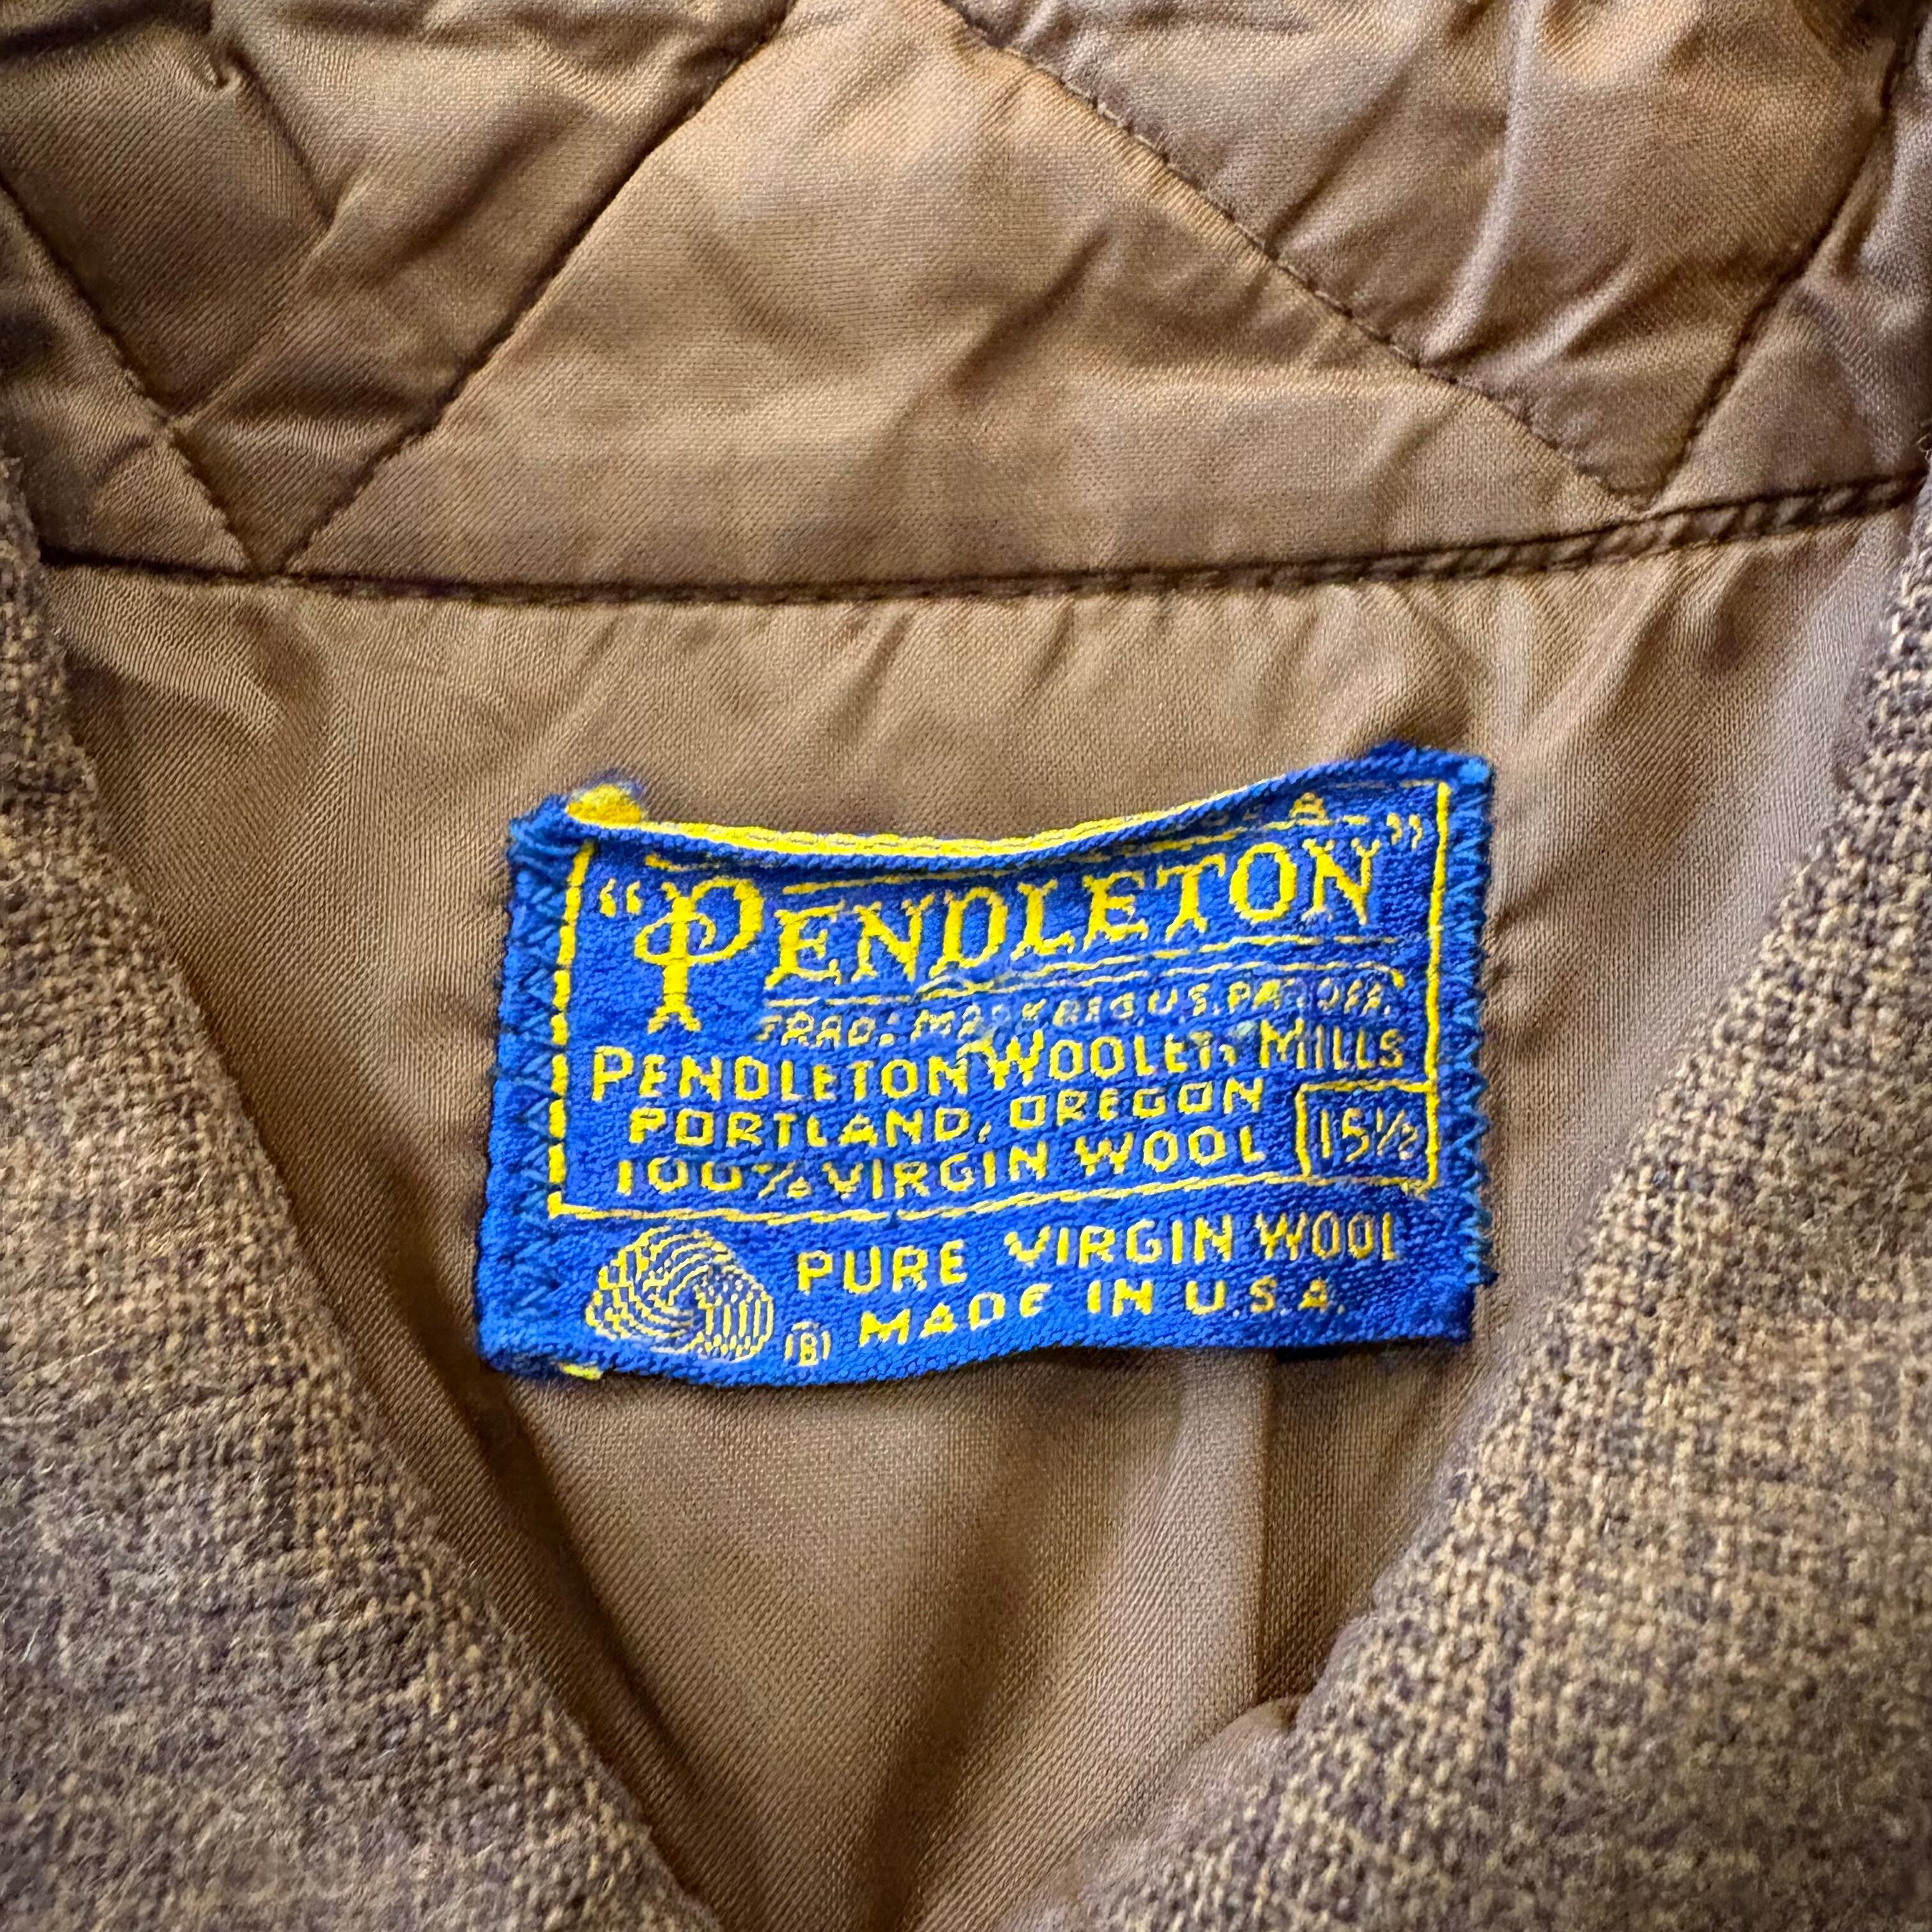 “PENDLETON”
TRADE MARK REG. U.S. PAT. OFF.
PENDLETON WOOLEN MILLS
PORTLAND, OREGON
100% VIRGIN WOOL 15½
PURE VIRGIN WOOL
MADE IN U.S.A.